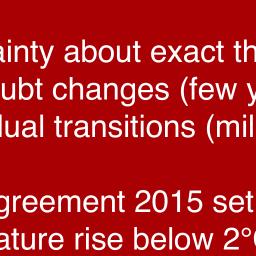 ainty about exact th
ubt changes (few y
dual transitions (mil
greement 2015 set
ature rise below 2°